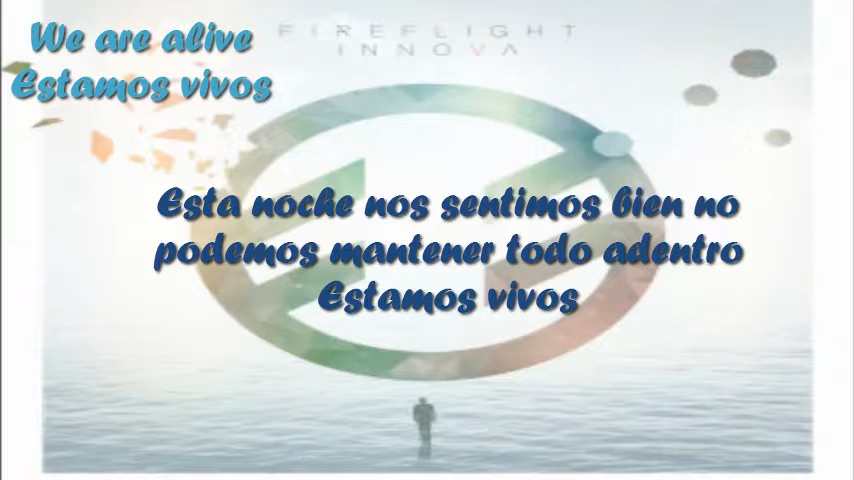 We are alive
Estamos vivos
FIREFLIGHT
INNOVA
Esta noche nos sentimos bien no
podemos mantener todo adentro
Estamos vivos